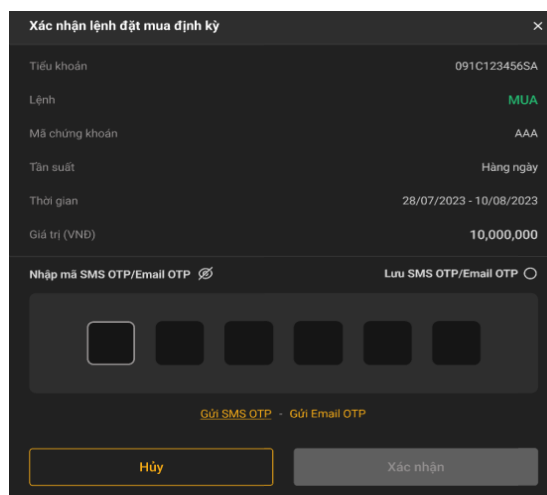 Xác nhận lệnh đặt mua định kỳ ×
Tiểu khoản 091C123456SA
Lệnh MUA
Mã chứng khoán AAA
Tần suất Hàng ngày
Thời gian 28/07/2023 - 10/08/2023
Giá trị (VNĐ) 10,000,000
Nhập mã SMS OTP/Email OTP Lưu SMS OTP/Email OTP
Gửi SMS OTP - Gửi Email OTP
Hủy Xác nhận